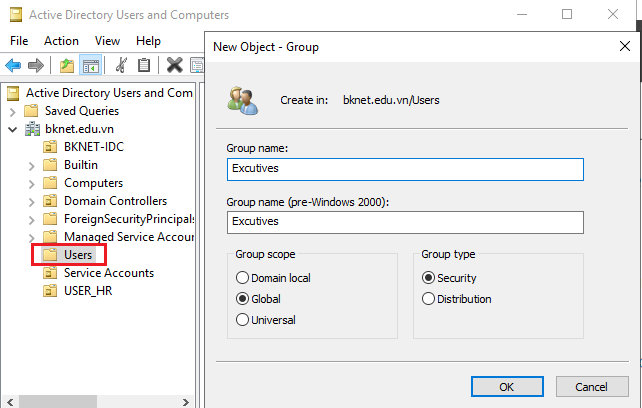 Active Directory Users and Computers
File Action View Help
Active Directory Users and Com
Saved Queries
bknet.edu.vn
BKNET-IDC
Builtin
Computers
Domain Controllers
ForeignSecurityPrincipals
Managed Service Accour
Users
Service Accounts
USER_HR
New Object - Group
Create in: bknet.edu.vn/Users
Group name:
Excutives
Group name (pre-Windows 2000):
Excutives
Group scope
Domain local
Global
Universal
Group type
Security
Distribution
OK Cancel